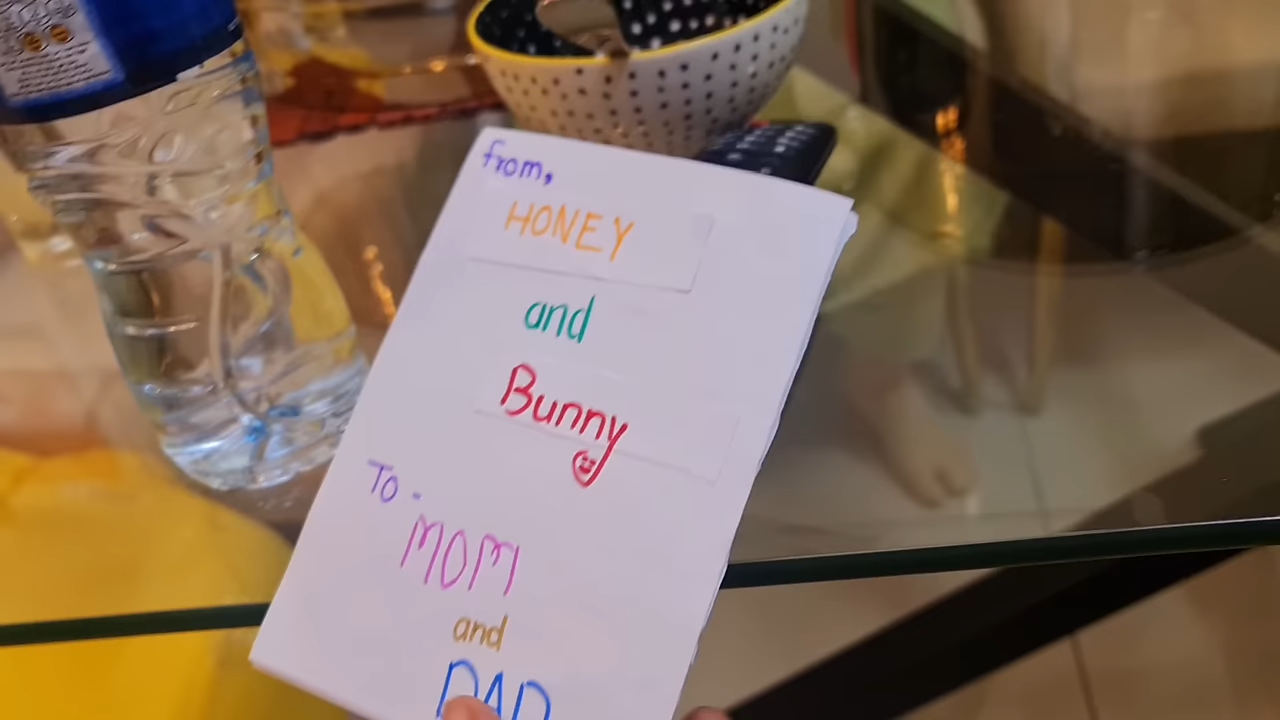 from,
HONEY
and
Bunny
To -
MOM
and
DAD